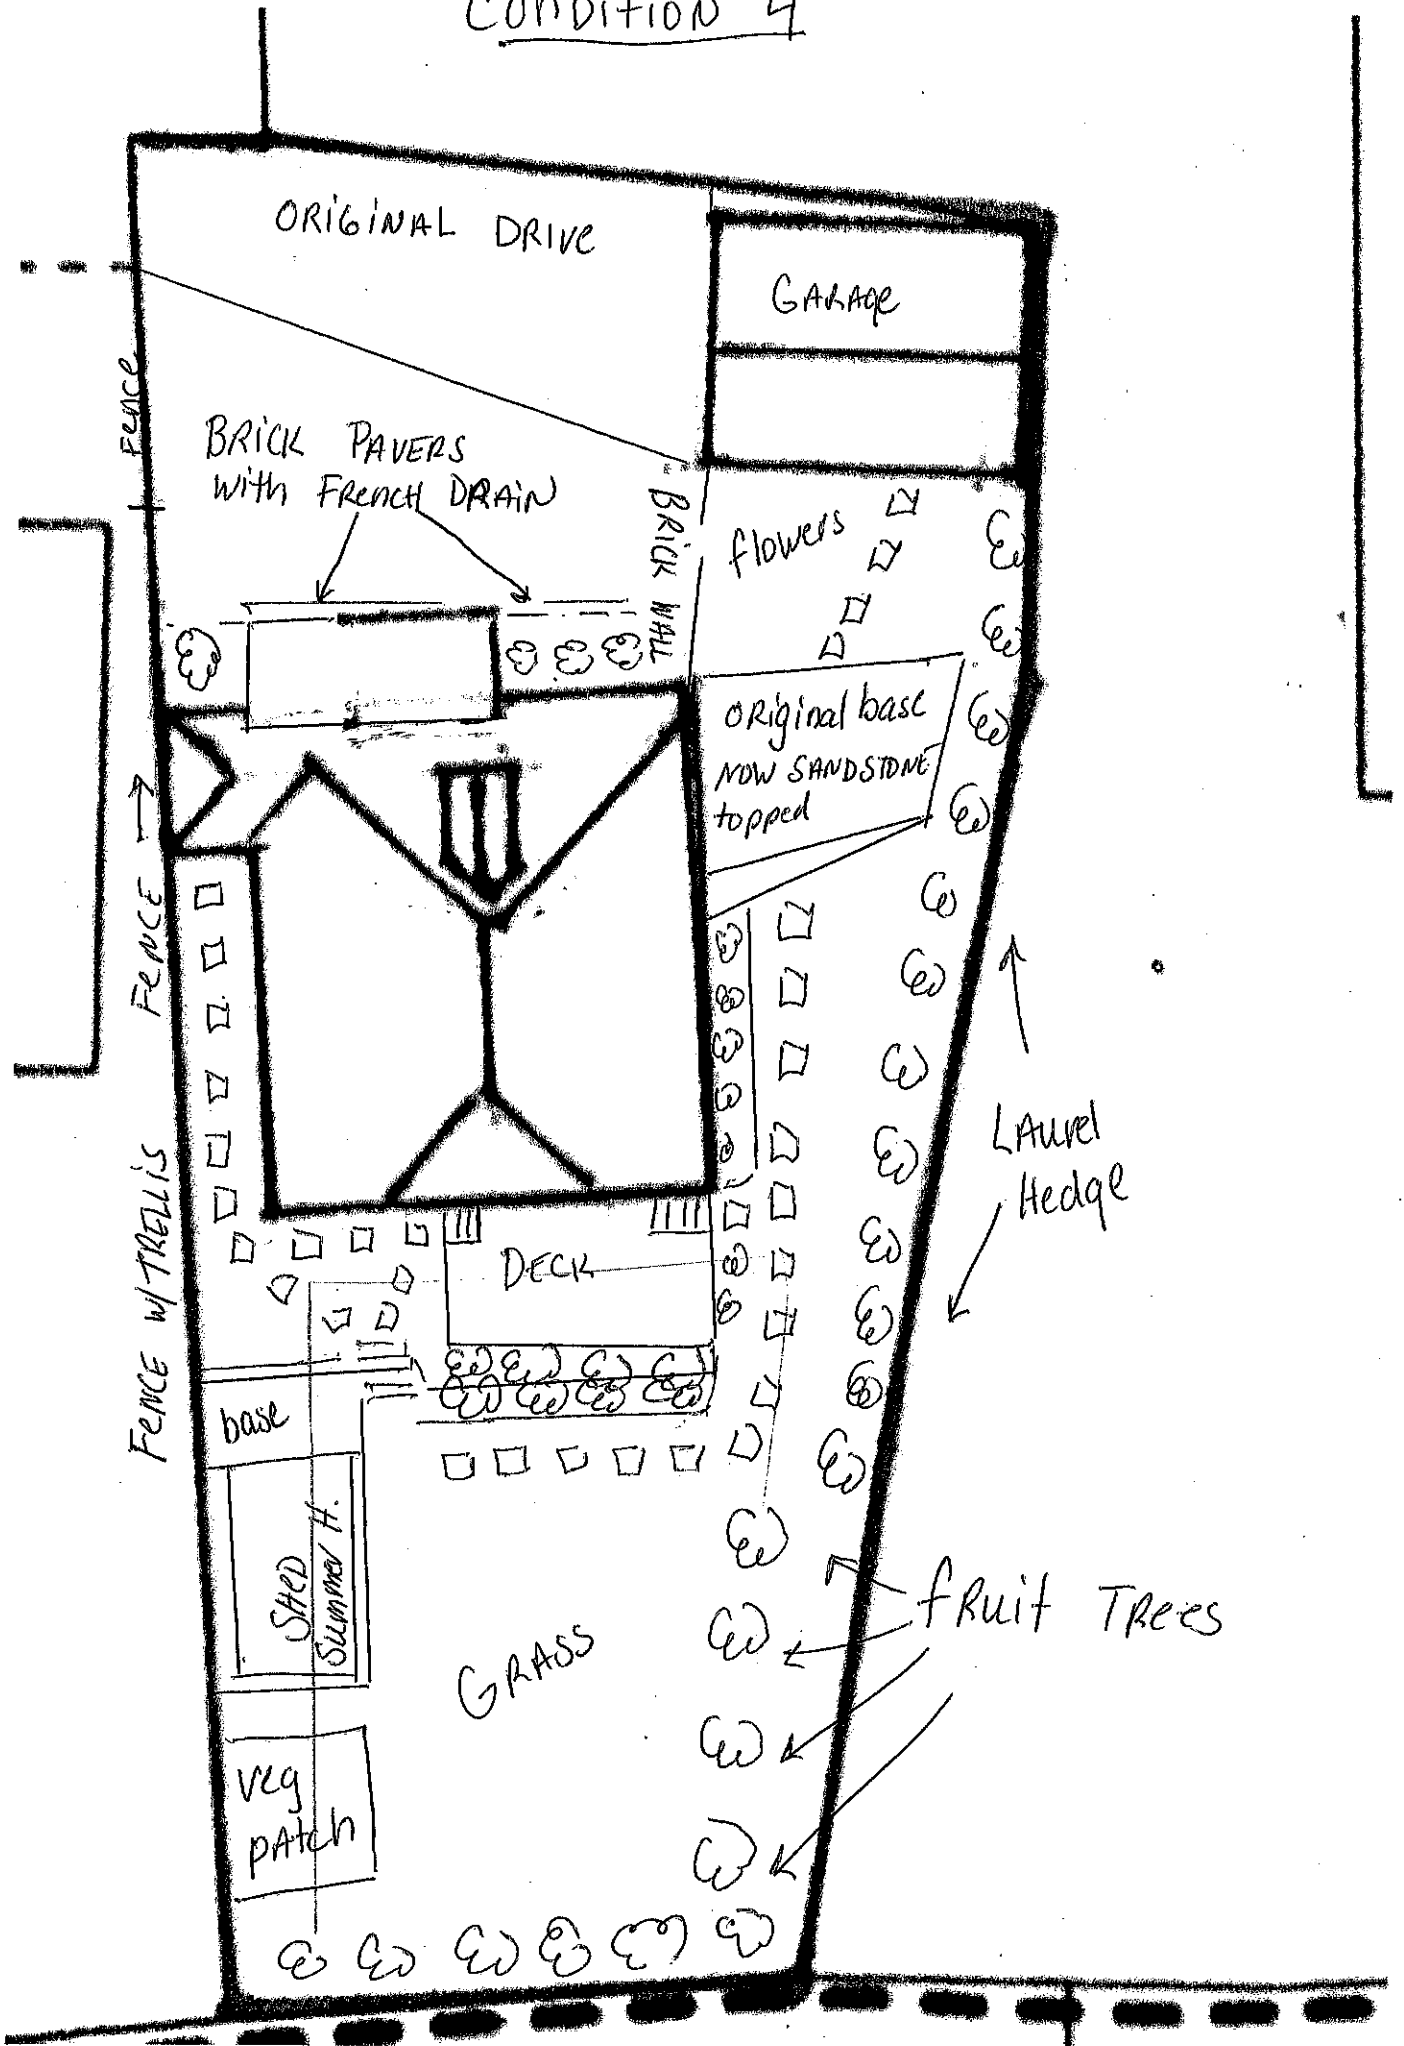 Condition 4
ORIGINAL DRIVE
GARAGE
Fence
BRICK PAVERS
with FRENCH DRAIN
BRICK WALL
flowers
ORiginal base
NOW SANDSTONE
topped
FENCE
LAUREL
Hedge
FENCE w/ TRELLIS
DECK
base
SHED
Summer H.
FRUIT TREES
GRASS
Veg
PATCH